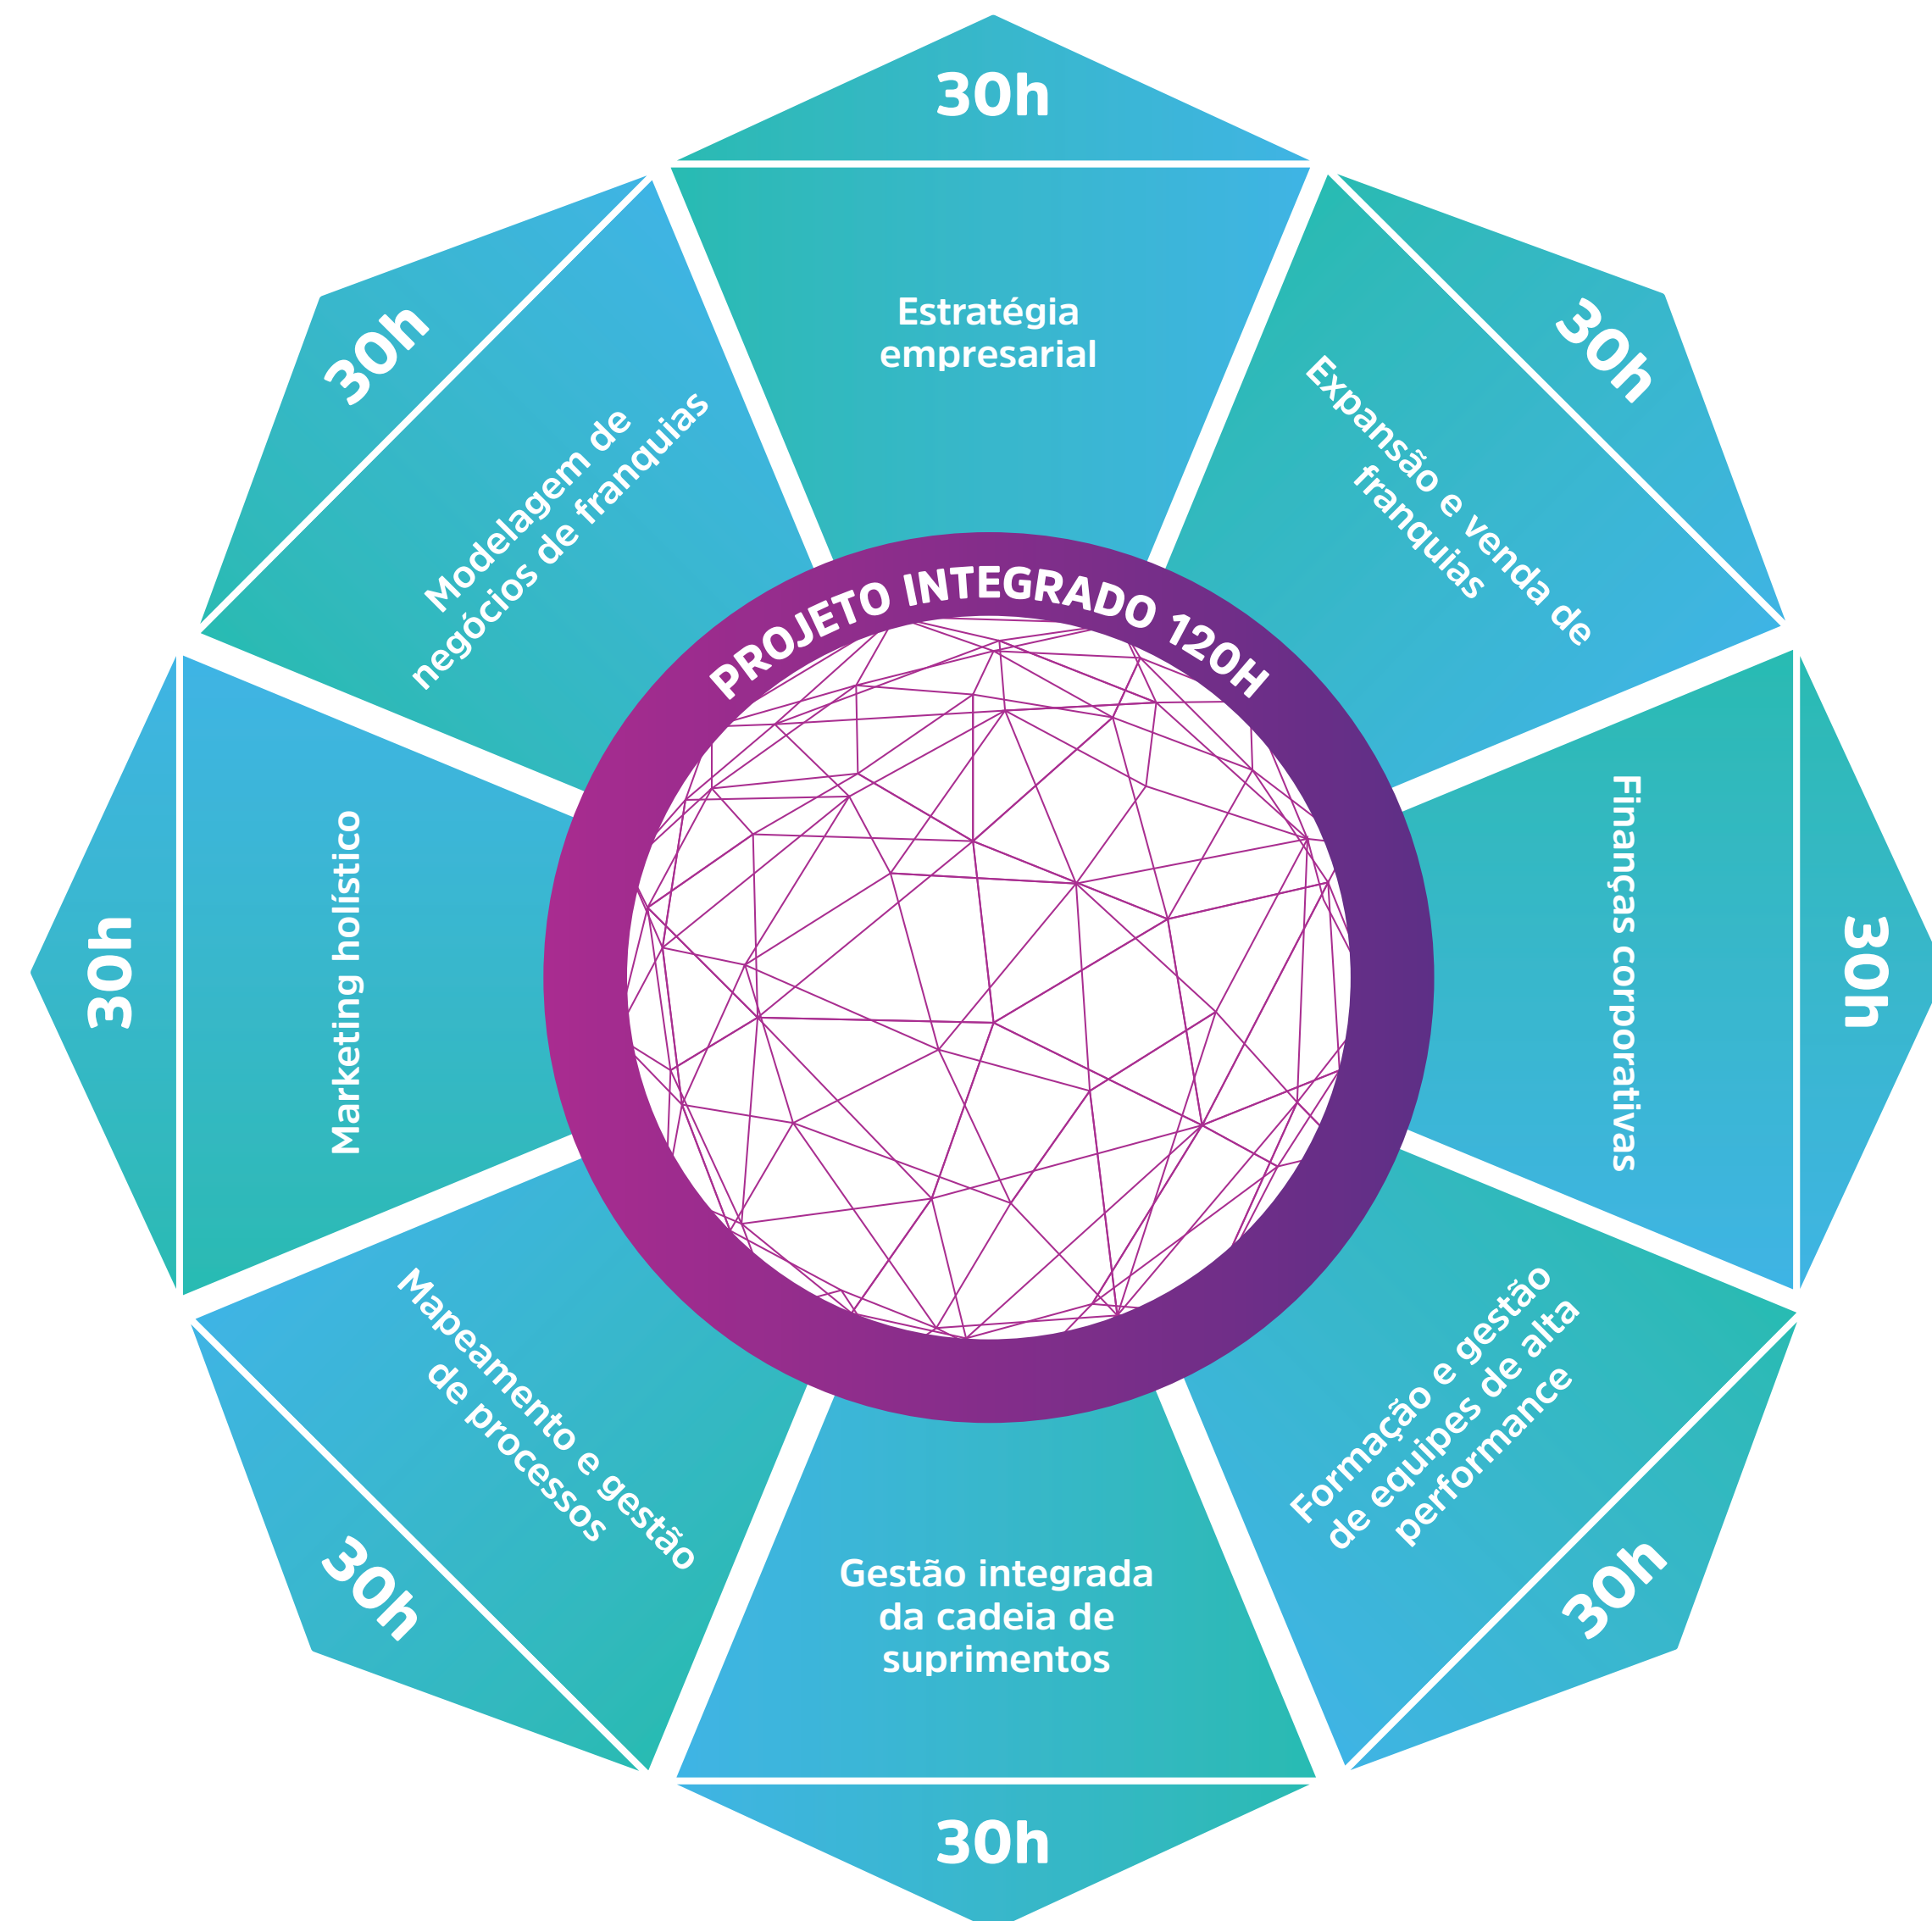 30h
Estratégia
empresarial
30h
Expansão e venda de
franquias
30h
Finanças corporativas
30h
Formação e gestão
de equipes de alta
performance
30h
Gestão integrada
da cadeia de
suprimentos
30h
Mapeamento e gestão
de processos
30h
Marketing holístico
30h
Modelagem de
negócios de franquias
PROJETO INTEGRADO 120H